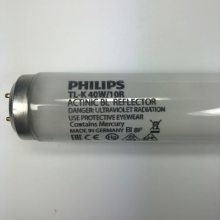 PHILIPS
TL-K 40W/10R
ACTINIC BL REFLECTOR
DANGER: ULTRAVIOLET RADIATION
USE PROTECTIVE EYEWEAR
Contains Mercury
MADE IN GERMANY